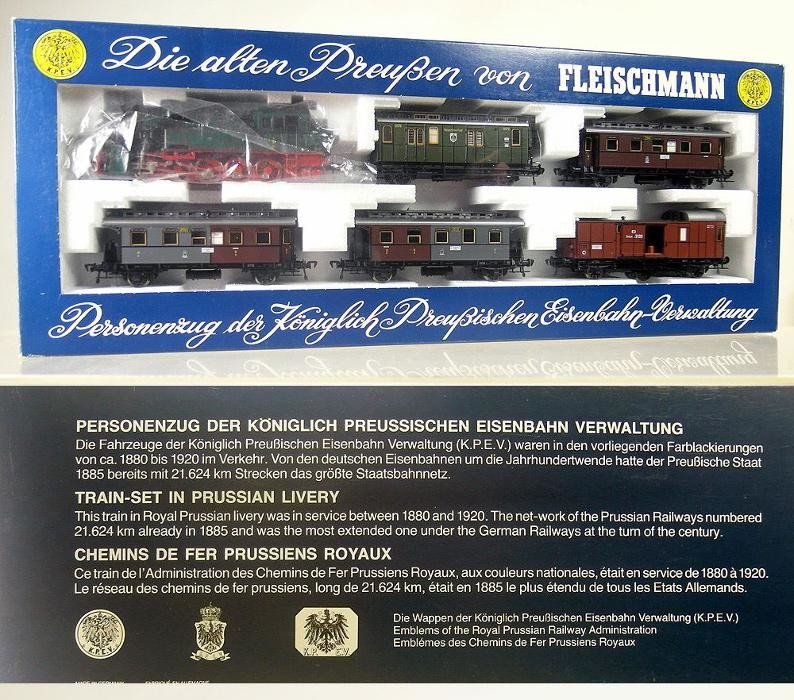 Die alten Preußen von FLEISCHMANN
K.P.E.V.
K.P.E.V.
Personenzug der Königlich Preußischen Eisenbahn-Verwaltung
PERSONENZUG DER KÖNIGLICH PREUSSISCHEN EISENBAHN VERWALTUNG
Die Fahrzeuge der Königlich Preußischen Eisenbahn Verwaltung (K.P.E.V.) waren in den vorliegenden Farblackierungen
von ca. 1880 bis 1920 im Verkehr. Von den deutschen Eisenbahnen um die Jahrhundertwende hatte der Preußische Staat
1885 bereits mit 21.624 km Strecken das größte Staatsbahnnetz.
TRAIN-SET IN PRUSSIAN LIVERY
This train in Royal Prussian livery was in service between 1880 and 1920. The net-work of the Prussian Railways numbered
21.624 km already in 1885 and was the most extended one under the German Railways at the turn of the century.
CHEMINS DE FER PRUSSIENS ROYAUX
Ce train de l'Administration des Chemins de Fer Prussiens Royaux, aux couleurs nationales, était en service de 1880 à 1920.
Le réseau des chemins de fer prussiens, long de 21.624 km, était en 1885 le plus étendu de tous les Etats Allemands.
K.P.E.V.
K.P. E.V.
Die Wappen der Königlich Preußischen Eisenbahn Verwaltung (K.P.E.V.)
Emblems of the Royal Prussian Railway Administration
Emblémes des Chemins de Fer Prussiens Royaux